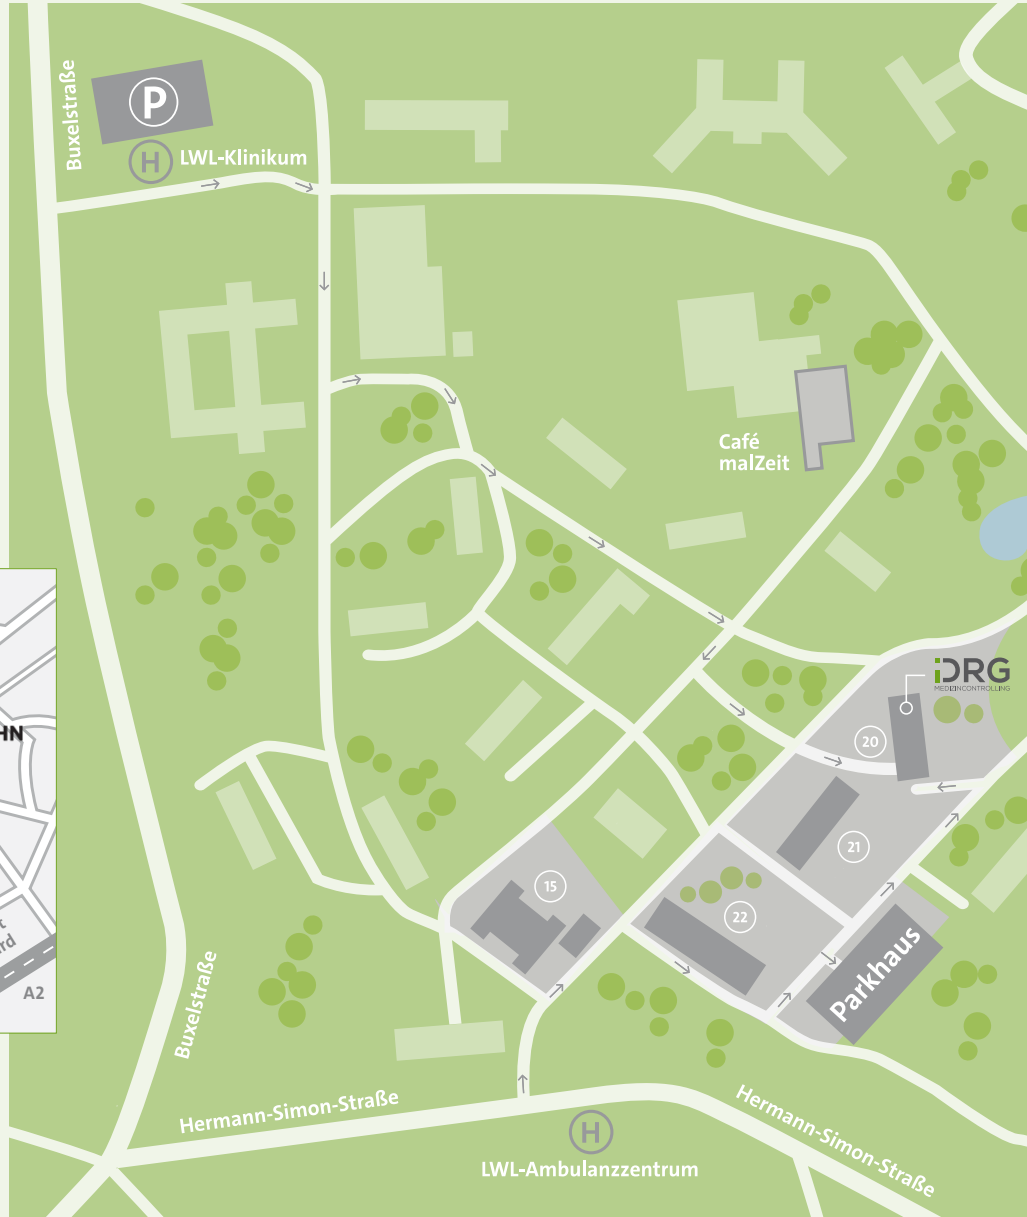 Buxelstraße
P
H
LWL-Klinikum
Café
malZeit
iDRG
MEDIZINCONTROLLING
20
21
15
22
Parkhaus
A2
Buxelstraße
Hermann-Simon-Straße
H
LWL-Ambulanzzentrum
Hermann-Simon-Straße